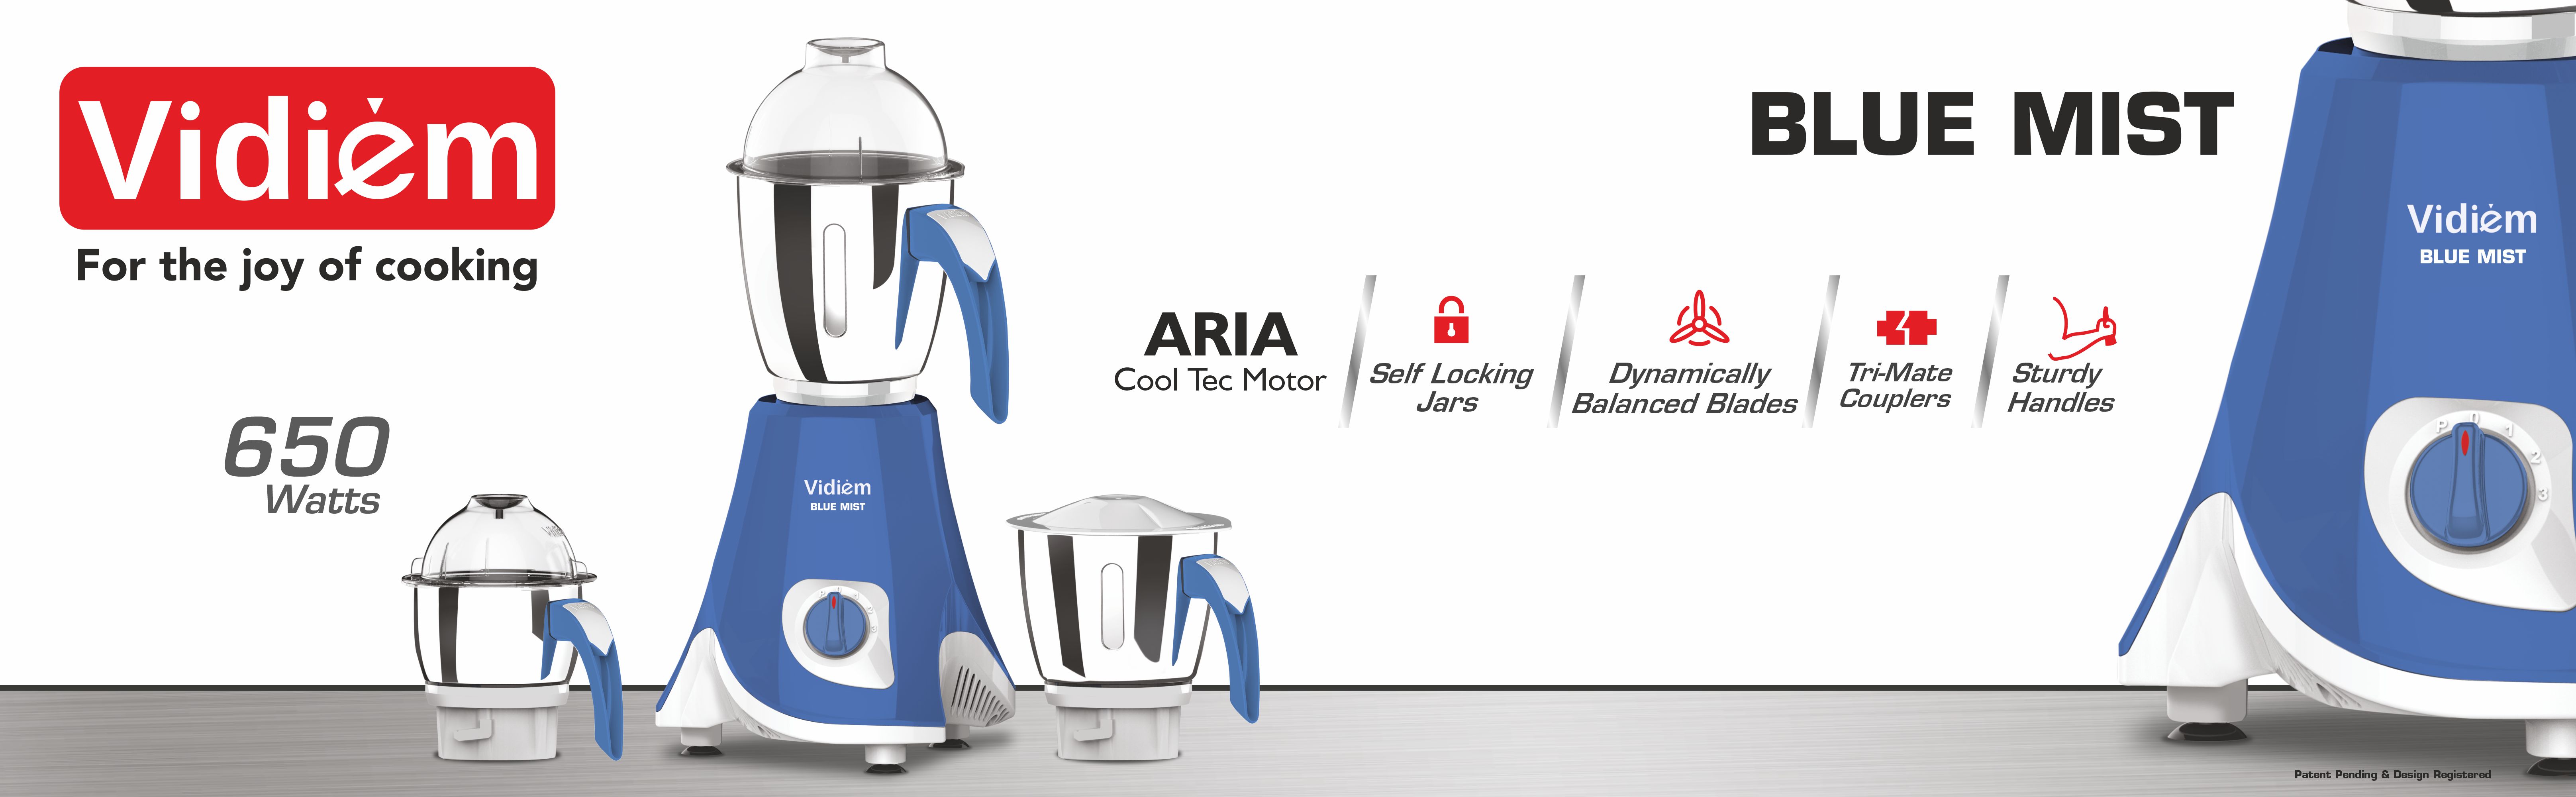 Vidiem
For the joy of cooking
650
Watts
Vidiem
BLUE MIST
BLUE MIST
ARIA
Cool Tec Motor
Self Locking
Jars
Dynamically
Balanced Blades
Tri-Mate
Couplers
Sturdy
Handles
Vidiem
BLUE MIST
P 0 1
2
3
Patent Pending & Design Registered